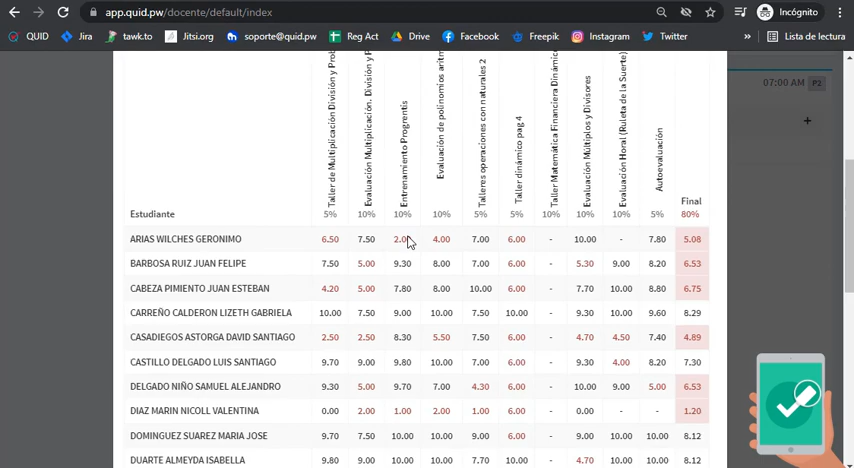 app.quid.pw/docente/default/index
Incógnito
QUID
Jira
tawk.to
Jitsi.org
soporte@quid.pw
Reg Act
Drive
Facebook
Freepik
Instagram
Twitter
»
Lista de lectura
07:00 AM P2
+
Taller de Multiplicación División y Prob
Evaluación Multiplicación. División y P
Entrenamiento Progrentis
Evaluación de polinomios aritm
Talleres operaciones con naturales 2
Taller dinámico pag 4
Taller Matemática Financiera Dinámic
Evaluación Múltiplos y Divisores
Evaluación Horal (Ruleta de la Suerte)
Autoevaluación
Final
Estudiante 5% 10% 10% 10% 5% 5% 10% 10% 10% 5% 80%
ARIAS WILCHES GERONIMO 6.50 7.50 2.00 4.00 7.00 6.00 - 10.00 - 7.80 5.08
BARBOSA RUIZ JUAN FELIPE 7.50 5.00 9.30 8.00 7.00 6.00 - 5.30 9.00 8.20 6.53
CABEZA PIMIENTO JUAN ESTEBAN 4.20 5.00 7.80 8.00 10.00 6.00 - 7.70 10.00 8.80 6.75
CARREÑO CALDERON LIZETH GABRIELA 10.00 7.50 9.00 10.00 7.50 10.00 - 9.30 10.00 9.60 8.29
CASADIEGOS ASTORGA DAVID SANTIAGO 2.50 2.50 8.30 5.50 7.50 6.00 - 4.70 4.50 7.40 4.89
CASTILLO DELGADO LUIS SANTIAGO 9.70 9.00 9.80 10.00 7.00 6.00 - 9.30 4.00 8.20 7.30
DELGADO NIÑO SAMUEL ALEJANDRO 9.30 5.00 9.70 7.00 4.30 6.00 - 10.00 9.00 5.00 6.53
DIAZ MARIN NICOLL VALENTINA 0.00 2.00 1.00 2.00 1.00 6.00 - 0.00 - - 1.20
DOMINGUEZ SUAREZ MARIA JOSE 9.70 7.50 10.00 10.00 9.00 6.00 - 9.00 10.00 10.00 8.12
DUARTE ALMEYDA ISABELLA 9.80 9.00 10.00 10.00 7.70 10.00 - 4.70 10.00 10.00 8.12